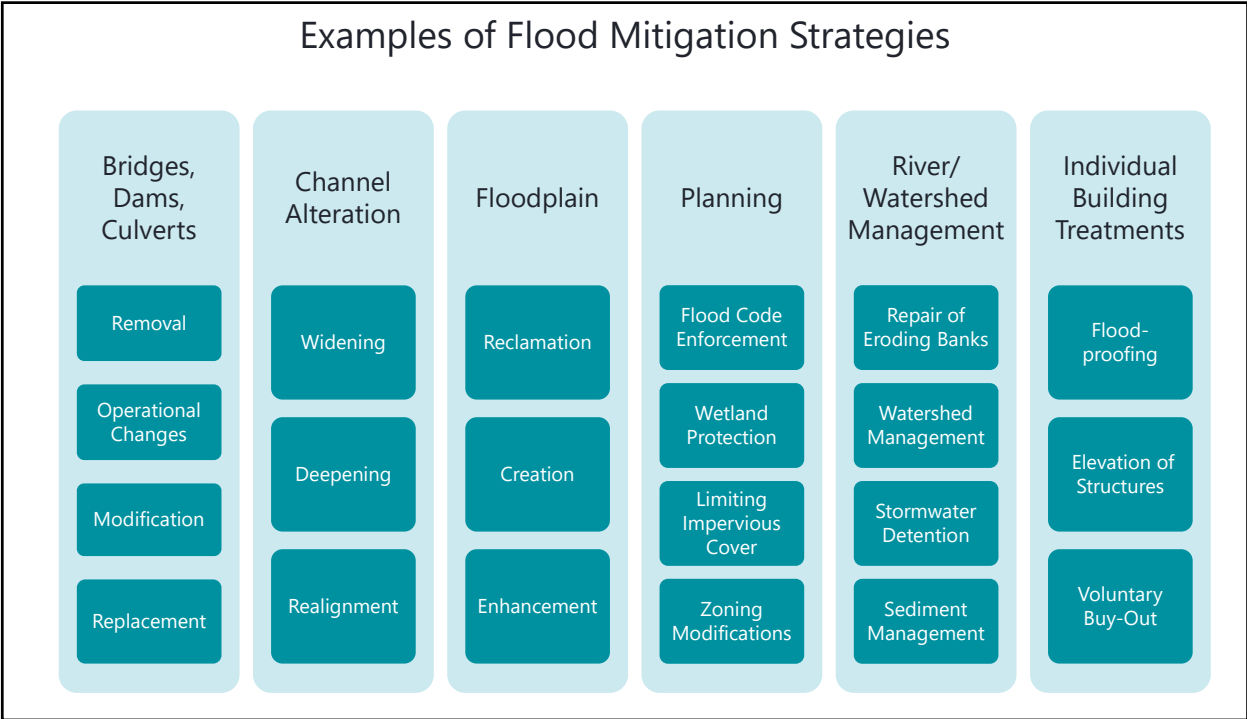 Examples of Flood Mitigation Strategies
Bridges,
Dams,
Culverts
Removal
Operational
Changes
Modification
Replacement
Channel
Alteration
Widening
Deepening
Realignment
Floodplain
Reclamation
Creation
Enhancement
Planning
Flood Code
Enforcement
Wetland
Protection
Limiting
Impervious
Cover
Zoning
Modifications
River/
Watershed
Management
Repair of
Eroding Banks
Watershed
Management
Stormwater
Detention
Sediment
Management
Individual
Building
Treatments
Flood-
proofing
Elevation of
Structures
Voluntary
Buy-Out